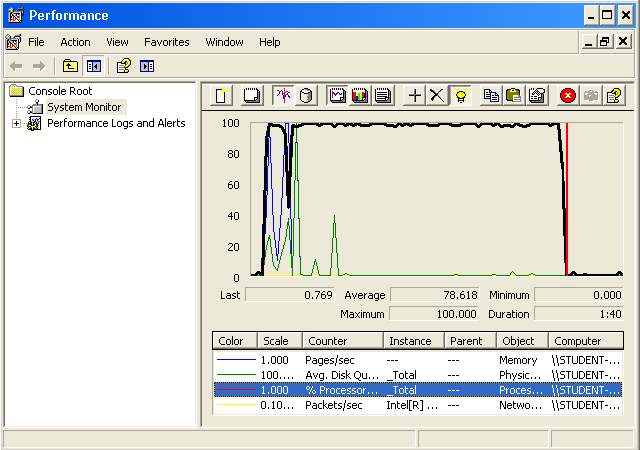 Performance
File Action View Favorites Window Help
Console Root
System Monitor
Performance Logs and Alerts
100
80
60
40
20
0
Last 0.769 Average 78.618 Minimum 0.000
Maximum 100.000 Duration 1:40
Color Scale Counter Instance Parent Object Computer
1.000 Pages/sec --- --- Memory \\STUDENT-...
100.... Avg. Disk Qu... _Total --- Physic... \\STUDENT-...
1.000 % Processor... _Total --- Proces... \\STUDENT-...
0.10... Packets/sec Intel[R] ... --- Netwo... \\STUDENT-...